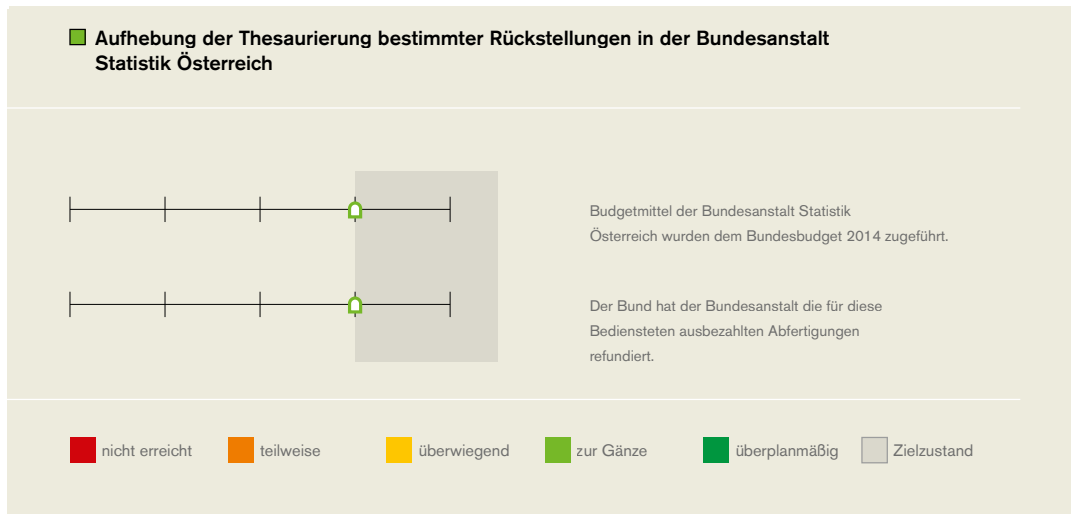 Aufhebung der Thesaurierung bestimmter Rückstellungen in der Bundesanstalt
Statistik Österreich
Budgetmittel der Bundesanstalt Statistik
Österreich wurden dem Bundesbudget 2014 zugeführt.
Der Bund hat der Bundesanstalt die für diese
Bediensteten ausbezahlten Abfertigungen
refundiert.
nicht erreicht teilweise überwiegend zur Gänze überplanmäßig Zielzustand